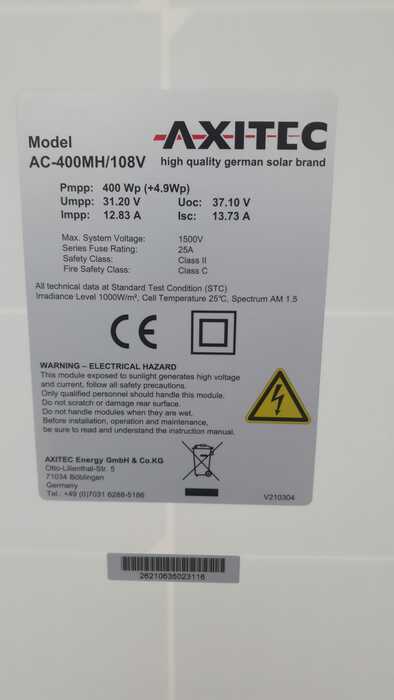 AXITEC
Model
AC-400MH/108V high quality german solar brand
Pmpp: 400 Wp (+4.9Wp)
Umpp: 31.20 V Uoc: 37.10 V
Impp: 12.83 A Isc: 13.73 A
Max. System Voltage: 1500V
Series Fuse Rating: 25A
Safety Class: Class II
Fire Safety Class: Class C
All technical data at Standard Test Condition (STC)
Irradiance Level 1000W/m², Cell Temperature 25℃, Spectrum AM 1.5
CE
WARNING – ELECTRICAL HAZARD
This module exposed to sunlight generates high voltage
and current, follow all safety precautions.
Only qualified personnel should handle this module.
Do not scratch or damage rear surface.
Do not handle modules when they are wet.
Before installation, operation and maintenance,
be sure to read and understand the instruction manual.
AXITEC Energy GmbH & Co.KG
Otto-Lilienthal-Str. 5
71034 Böblingen
Germany
Tel.: +49 (0)7031 6288-5186
V210304
26210635023116